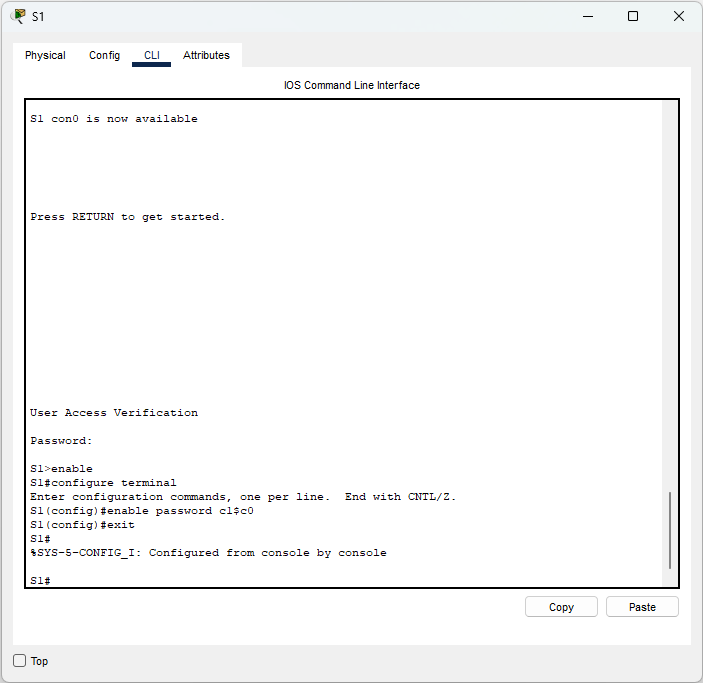 S1
Physical Config CLI Attributes
IOS Command Line Interface
S1 con0 is now available
Press RETURN to get started.
User Access Verification
Password:
S1>enable
S1#configure terminal
Enter configuration commands, one per line.  End with CNTL/Z.
S1(config)#enable password c1$c0
S1(config)#exit
S1#
%SYS-5-CONFIG_I: Configured from console by console
S1#
Copy Paste
Top